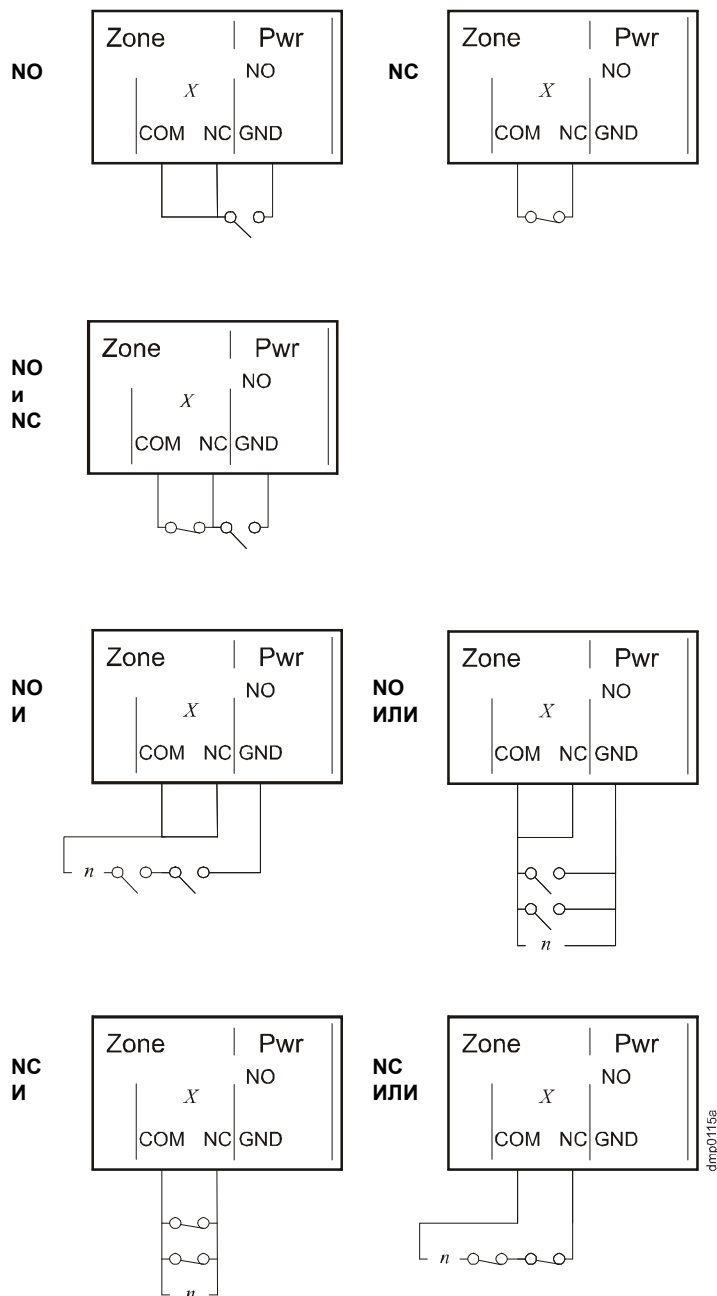 NO
Zone Pwr
NO
X
COM NC GND
NC
Zone Pwr
NO
X
COM NC GND
NO
и
NC
Zone Pwr
NO
X
COM NC GND
NO
И
Zone Pwr
NO
X
COM NC GND
n
NO
ИЛИ
Zone Pwr
NO
X
COM NC GND
n
NC
И
Zone Pwr
NO
X
COM NC GND
n
NC
ИЛИ
Zone Pwr
NO
X
COM NC GND
n
dmp0115a